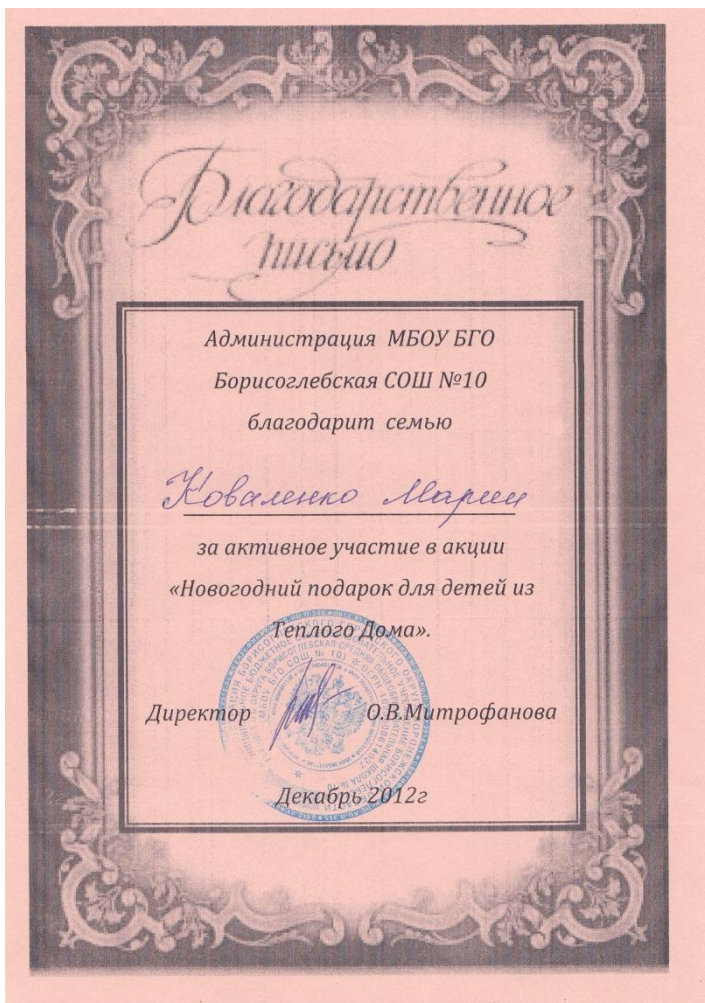 Благодарственное
письмо
Администрация МБОУ БГО
Борисоглебская СОШ №10
благодарит семью
Коваленко Марии
за активное участие в акции
«Новогодний подарок для детей из
Теплого Дома».
Директор О.В.Митрофанова
Декабрь 2012г